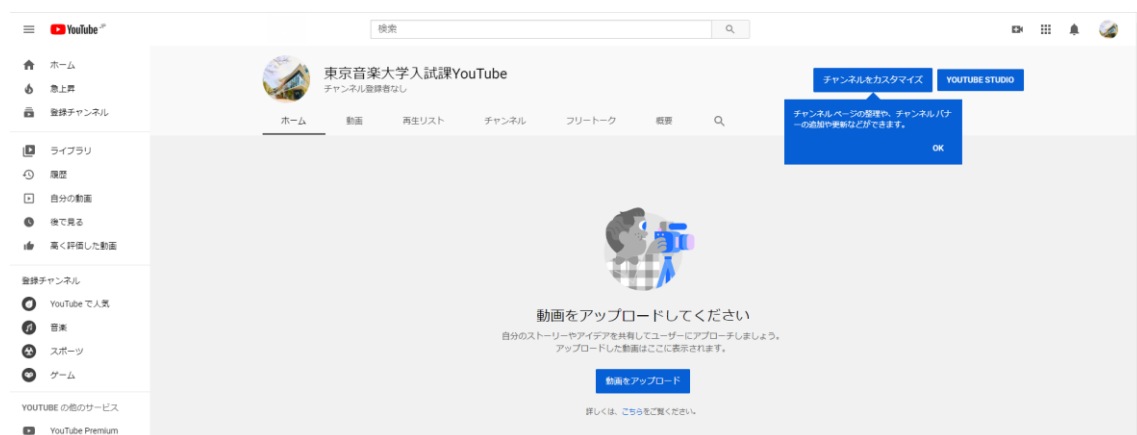 YouTube JP
検索
ホーム
急上昇
登録チャンネル
ライブラリ
履歴
自分の動画
後で見る
高く評価した動画
登録チャンネル
YouTube で人気
音楽
スポーツ
ゲーム
YOUTUBE の他のサービス
YouTube Premium
東京音楽大学入試課YouTube
チャンネル登録者なし
チャンネルをカスタマイズ
YOUTUBE STUDIO
ホーム 動画 再生リスト チャンネル フリートーク 概要
チャンネル ページの整理や、チャンネル バナ
ーの追加や更新などができます。
OK
動画をアップロードしてください
自分のストーリーやアイデアを共有してユーザーにアプローチしましょう。
アップロードした動画はここに表示されます。
動画をアップロード
詳しくは、こちらをご覧ください。